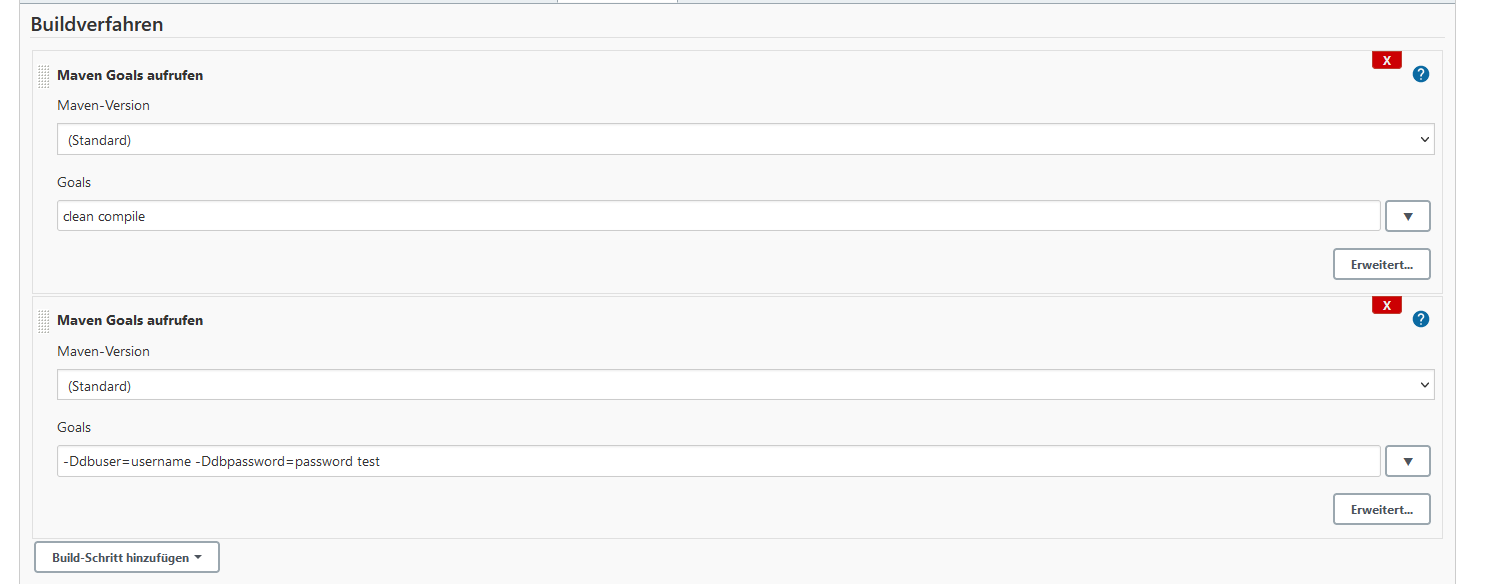 Buildverfahren
X
Maven Goals aufrufen
?
Maven-Version
(Standard)
Goals
clean compile
Erweitert...
X
Maven Goals aufrufen
?
Maven-Version
(Standard)
Goals
-Ddbuser=username -Ddbpassword=password test
Erweitert...
Build-Schritt hinzufügen